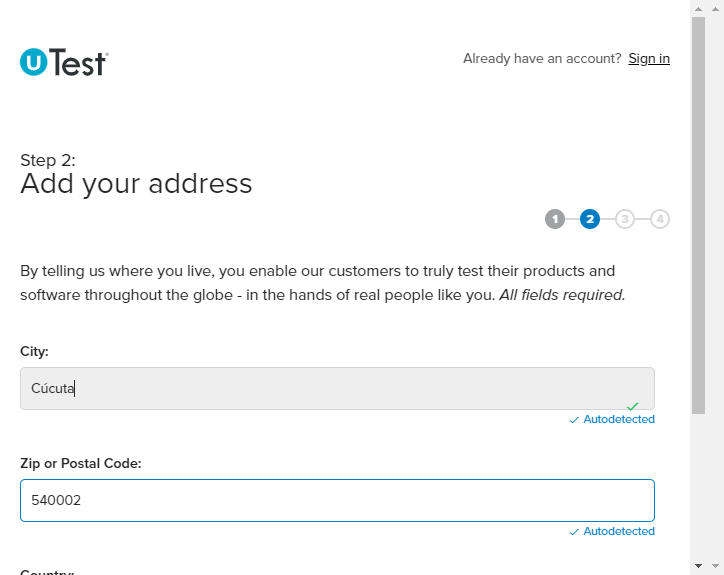 uTest
Already have an account? Sign in
Step 2:
Add your address
1 2 3 4
By telling us where you live, you enable our customers to truly test their products and
software throughout the globe - in the hands of real people like you. All fields required.
City:
Cúcuta
Autodetected
Zip or Postal Code:
540002
Autodetected
Country: